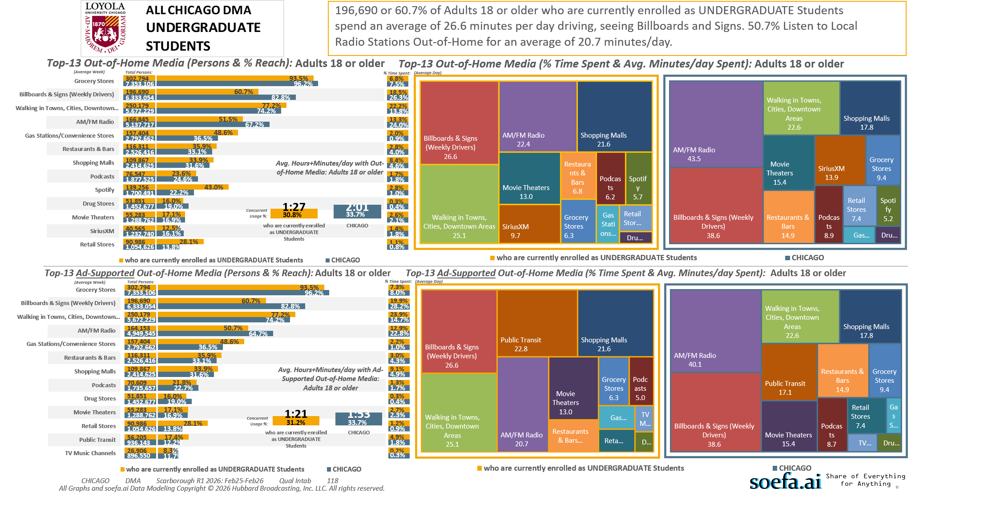 LOYOLA
UNIVERSITY CHICAGO
1870
AD • MAJOREM • DEI • GLORIAM
ALL CHICAGO DMA
UNDERGRADUATE
STUDENTS
196,690 or 60.7% of Adults 18 or older who are currently enrolled as UNDERGRADUATE Students
spend an average of 26.6 minutes per day driving, seeing Billboards and Signs. 50.7% Listen to Local
Radio Stations Out-of-Home for an average of 20.7 minutes/day.
Top-13 Out-of-Home Media (Persons & % Reach): Adults 18 or older
(Average Week) Total Persons: % Time Spent:
Grocery Stores 302,794 93.5% 6.8%
7,353,106 96.2% 7.5%
Billboards & Signs (Weekly Drivers) 196,690 60.7% 18.5%
6,333,054 82.8% 26.3%
Walking in Towns, Cities, Downtown... 250,179 77.2% 22.2%
5,672,229 74.2% 13.8%
AM/FM Radio 166,845 51.5% 13.3%
5,137,717 67.2% 24.0%
Gas Stations/Convenience Stores 157,404 48.6% 2.0%
2,792,662 36.5% 0.9%
Restaurants & Bars 116,311 35.9% 2.8%
2,526,416 33.1% 4.0%
Shopping Malls 109,867 33.9% 8.4%
2,414,625 31.6% 4.6%
Podcasts 76,547 23.6% 1.7%
1,877,525 24.6% 1.8%
Spotify 139,256 43.0% 2.8%
1,700,491 22.2% 1.0%
Drug Stores 51,851 16.0% 0.3%
1,452,677 19.0% 0.4%
Movie Theaters 55,283 17.1% 2.6%
1,288,762 16.9% 2.1%
SiriusXM 40,565 12.5% 1.4%
1,232,740 16.1% 1.8%
Retail Stores 90,986 28.1% 1.1%
1,054,626 13.8% 0.8%
Avg. Hours+Minutes/day with Out-
of-Home Media: Adults 18 or older
Concurrent
Usage %:
1:27
30.8%
2:01
33.7%
who are currently enrolled
as UNDERGRADUATE
Students
CHICAGO
who are currently enrolled as UNDERGRADUATE Students CHICAGO
Top-13 Out-of-Home Media (% Time Spent & Avg. Minutes/day Spent): Adults 18 or older
(Average Day)
Billboards & Signs
(Weekly Drivers)
26.6
Walking in Towns,
Cities, Downtown Areas
25.1
AM/FM Radio
22.4
Shopping Malls
21.6
Movie Theaters
13.0
SiriusXM
9.7
Restaura
nts &
Bars
6.8
Grocery
Stores
6.3
Podcas
ts
6.2
Spotif
y
5.7
Gas
Stati
ons...
Retail
Stor...
Dru...
AM/FM Radio
43.5
Billboards & Signs (Weekly
Drivers)
38.6
Walking in Towns,
Cities, Downtown
Areas
22.6
Shopping Malls
17.8
Movie
Theaters
15.4
Restaurants &
Bars
14.9
SiriusXM
13.9
Grocery
Stores
9.4
Podcas
ts
8.9
Retail
Stores
7.4
Spoti
fy
5.2
Gas...
Dru...
who are currently enrolled as UNDERGRADUATE Students CHICAGO
Top-13 Ad-Supported Out-of-Home Media (Persons & % Reach): Adults 18 or older
(Average Week) Total Persons: % Time Spent:
Grocery Stores 302,794 93.5% 7.3%
7,353,106 96.2% 8.0%
Billboards & Signs (Weekly Drivers) 196,690 60.7% 19.9%
6,333,054 82.8% 28.2%
Walking in Towns, Cities, Downtown... 250,179 77.2% 23.9%
5,672,229 74.2% 14.7%
AM/FM Radio 164,153 50.7% 12.9%
4,949,545 64.7% 22.8%
Gas Stations/Convenience Stores 157,404 48.6% 2.2%
2,792,662 36.5% 1.0%
Restaurants & Bars 116,311 35.9% 3.0%
2,526,416 33.1% 4.3%
Shopping Malls 109,867 33.9% 9.1%
2,414,625 31.6% 4.9%
Podcasts 70,609 21.8% 1.3%
1,735,657 22.7% 1.7%
Drug Stores 51,851 16.0% 0.3%
1,452,677 19.0% 0.4%
Movie Theaters 55,283 17.1% 2.7%
1,288,762 16.9% 2.3%
Retail Stores 90,986 28.1% 1.2%
1,054,626 13.8% 0.9%
Public Transit 56,205 17.4% 4.9%
936,143 12.2% 1.8%
TV Music Channels 26,906 8.3% 0.2%
896,550 11.7% 0.3%
Avg. Hours+Minutes/day with Ad-
Supported Out-of-Home Media:
Adults 18 or older
Concurrent
Usage %:
1:21
31.2%
1:53
33.7%
who are currently enrolled
as UNDERGRADUATE
Students
CHICAGO
who are currently enrolled as UNDERGRADUATE Students CHICAGO
Top-13 Ad-Supported Out-of-Home Media (% Time Spent & Avg. Minutes/day Spent): Adults 18 or older
(Average Day)
Billboards & Signs
(Weekly Drivers)
26.6
Walking in Towns,
Cities, Downtown
Areas
25.1
Public Transit
22.8
Shopping Malls
21.6
AM/FM Radio
20.7
Movie
Theaters
13.0
Restaurants
& Bars...
Grocery
Stores
6.3
Podc
asts
5.0
Gas...
TV
M...
Reta...
D...
AM/FM Radio
40.1
Billboards & Signs (Weekly
Drivers)
38.6
Walking in Towns,
Cities, Downtown
Areas
22.6
Shopping Malls
17.8
Public Transit
17.1
Movie Theaters
15.4
Restaurants &
Bars
14.9
Grocery
Stores
9.4
Podcas
ts
8.7
Retail
Stores
7.4
Ga
s
S...
TV...
Dru...
who are currently enrolled as UNDERGRADUATE Students CHICAGO
CHICAGO DMA Scarborough R1 2026: Feb25-Feb26 Qual Intab 118
All Graphs and soefa.ai Data Modeling Copyright © 2026 Hubbard Broadcasting, Inc. LLC. All rights reserved.
soefa.ai
Share of Everything
for Anything
©